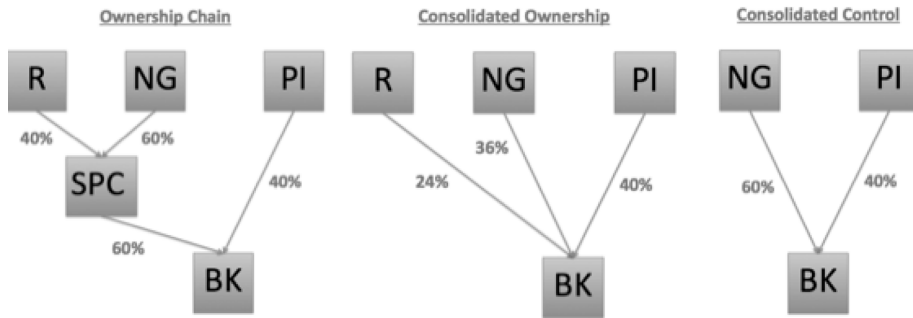 Ownership Chain
Consolidated Ownership
Consolidated Control
R NG PI
40% 60%
SPC
40%
60%
BK
R NG PI
36%
24% 40%
BK
NG PI
60% 40%
BK